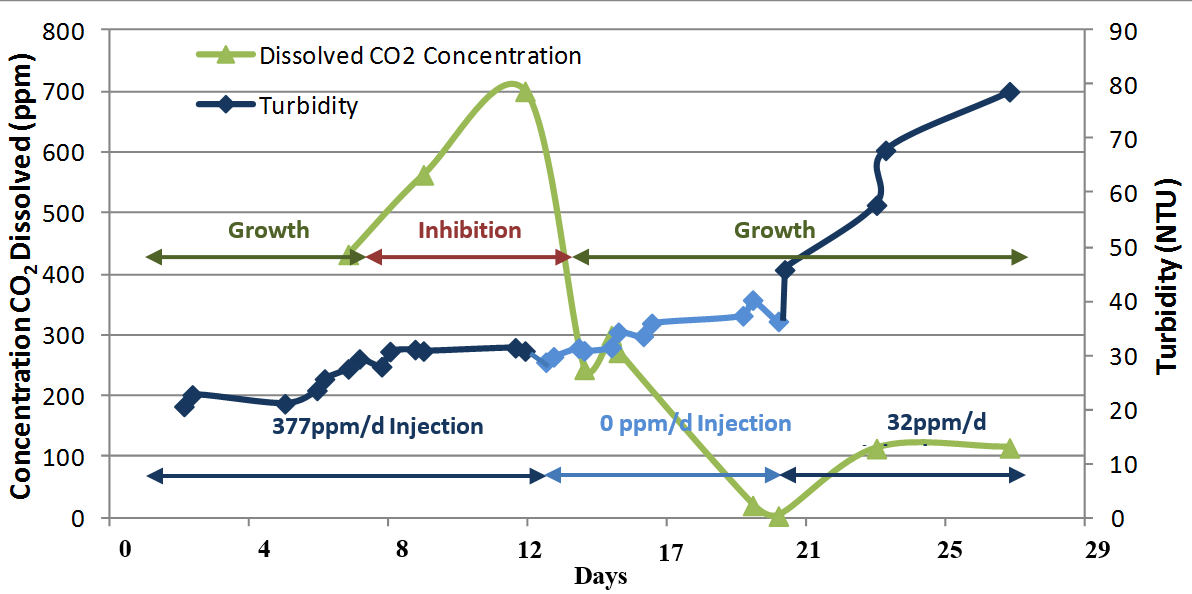 Concentration CO2 Dissolved (ppm)
800
700
600
500
400
300
200
100
0
Dissolved CO2 Concentration
Turbidity
Growth
Inhibition
Growth
377ppm/d Injection
0 ppm/d Injection
32ppm/d
90
80
70
60
50
40
30
20
10
0
Turbidity (NTU)
0 4 8 12 17 21 25 29
Days